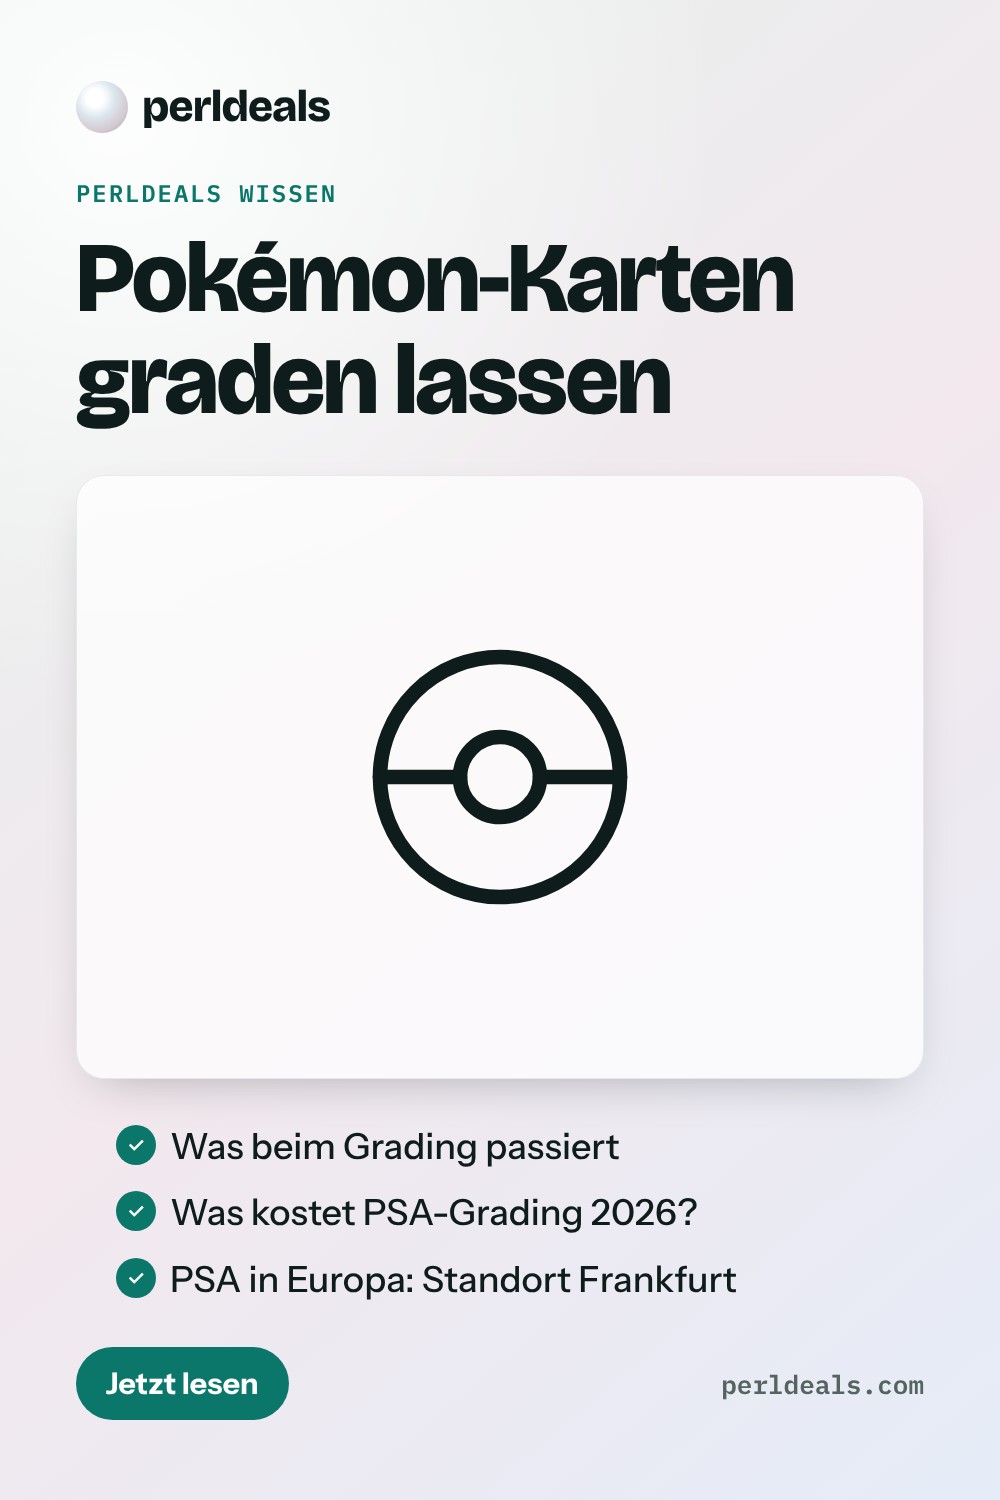 perldeals
PERLDEALS WISSEN
Pokémon-Karten
graden lassen
Was beim Grading passiert
Was kostet PSA-Grading 2026?
PSA in Europa: Standort Frankfurt
Jetzt lesen
perldeals.com